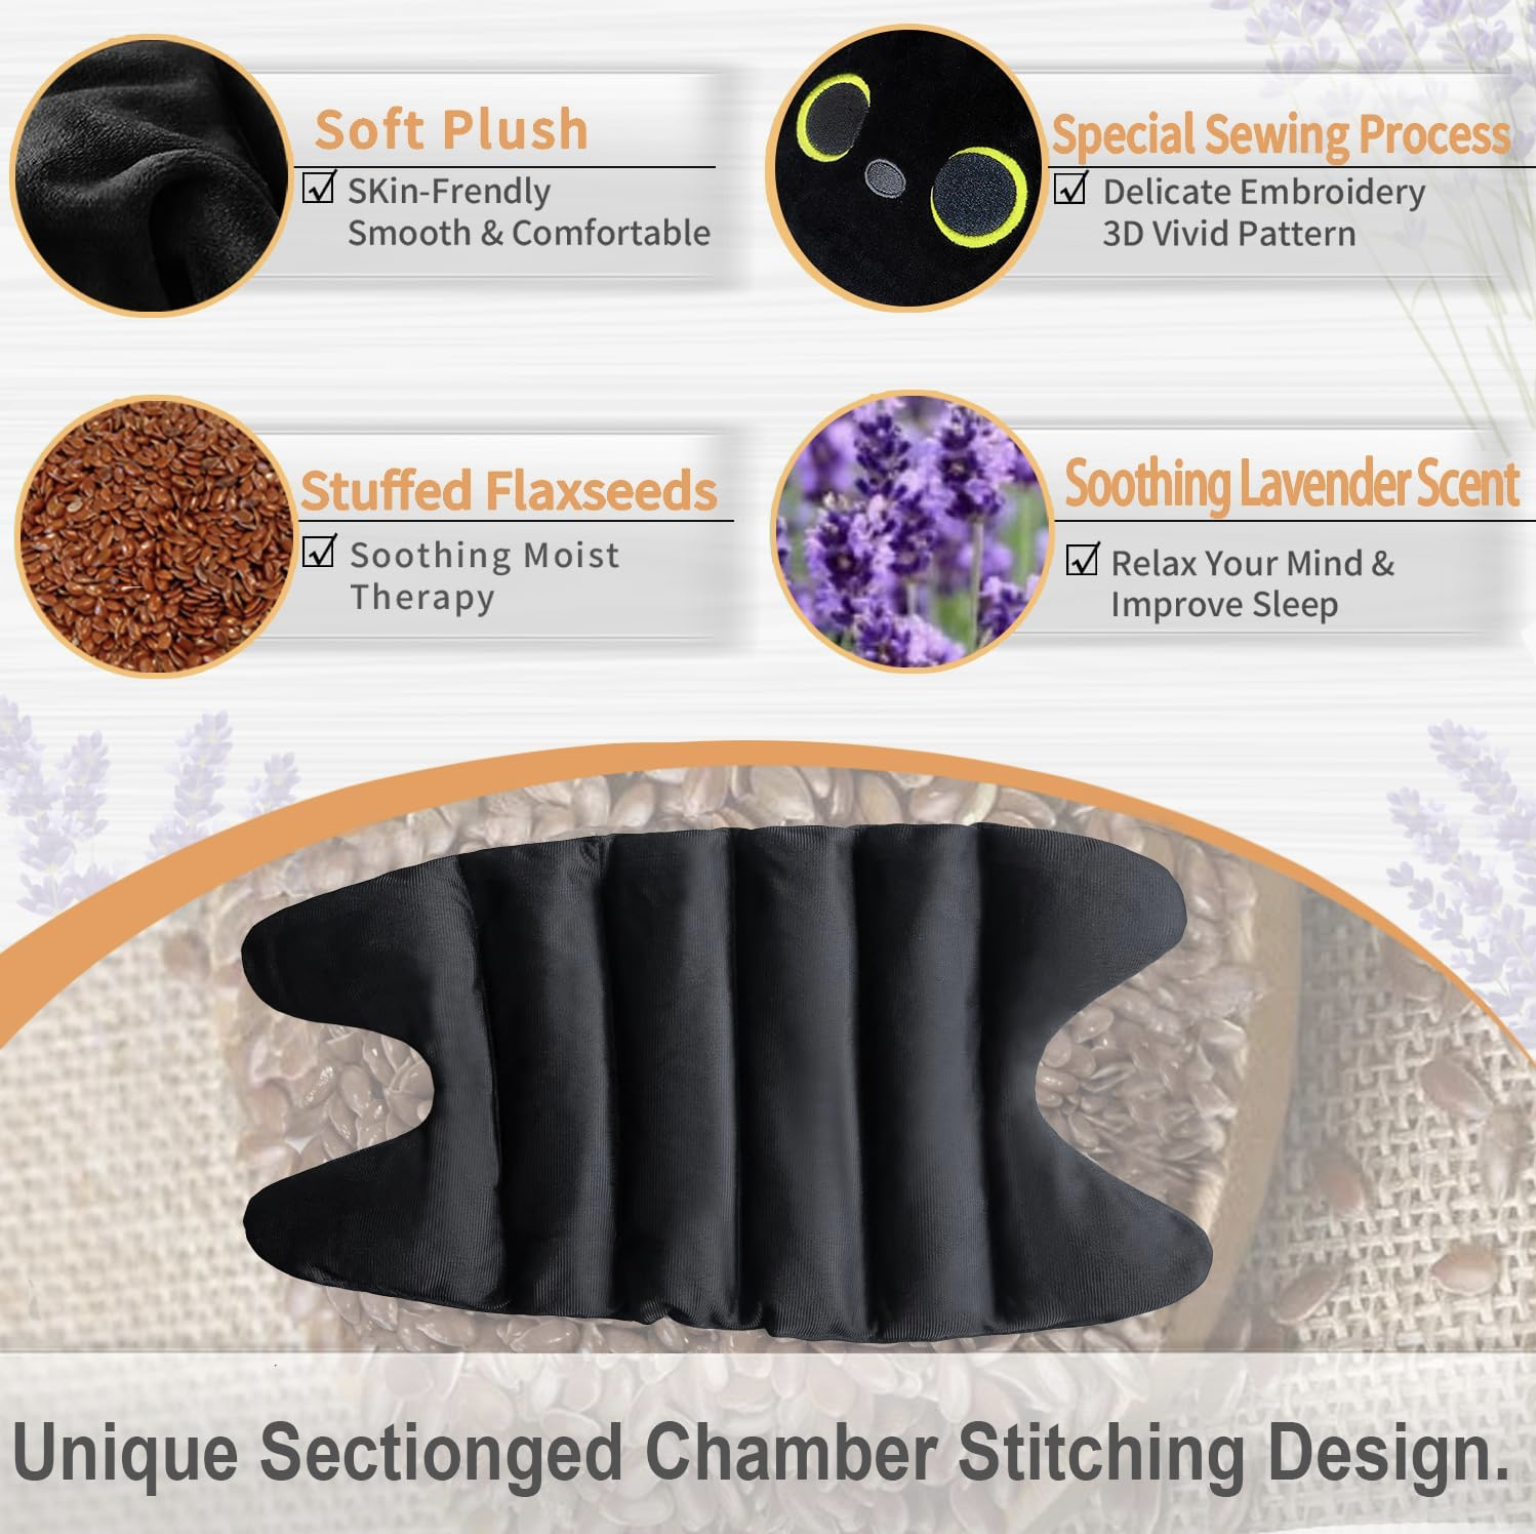 Soft Plush
SKin-Frendly
Smooth & Comfortable
Special Sewing Process
Delicate Embroidery
3D Vivid Pattern
Stuffed Flaxseeds
Soothing Moist
Therapy
Soothing Lavender Scent
Relax Your Mind &
Improve Sleep
Unique Sectionged Chamber Stitching Design.